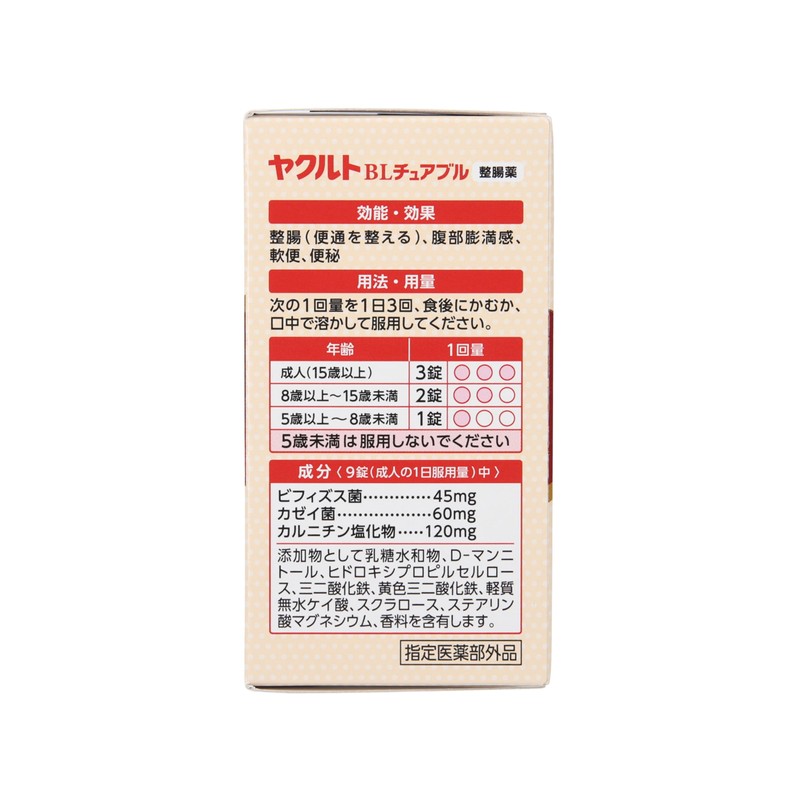 ヤクルトBLチュアブル 整腸薬
効能・効果
整腸(便通を整える)、腹部膨満感、
軟便、便秘
用法・用量
次の1回量を1日3回、食後にかむか、
口中で溶かして服用してください。
年齢 1回量
成人(15歳以上) 3錠
8歳以上〜15歳未満 2錠
5歳以上〜8歳未満 1錠
5歳未満は服用しないでください
成分〈9錠(成人の1日服用量)中〉
ビフィズス菌・・・・・・・・・・・・・45mg
カゼイ菌・・・・・・・・・・・・・・・・・・60mg
カルニチン塩化物・・・・・120mg
添加物として乳糖水和物、D-マンニ
トール、ヒドロキシプロピルセルロー
ス、三二酸化鉄、黄色三二酸化鉄、軽質
無水ケイ酸、スクラロース、ステアリン
酸マグネシウム、香料を含有します。
指定医薬部外品